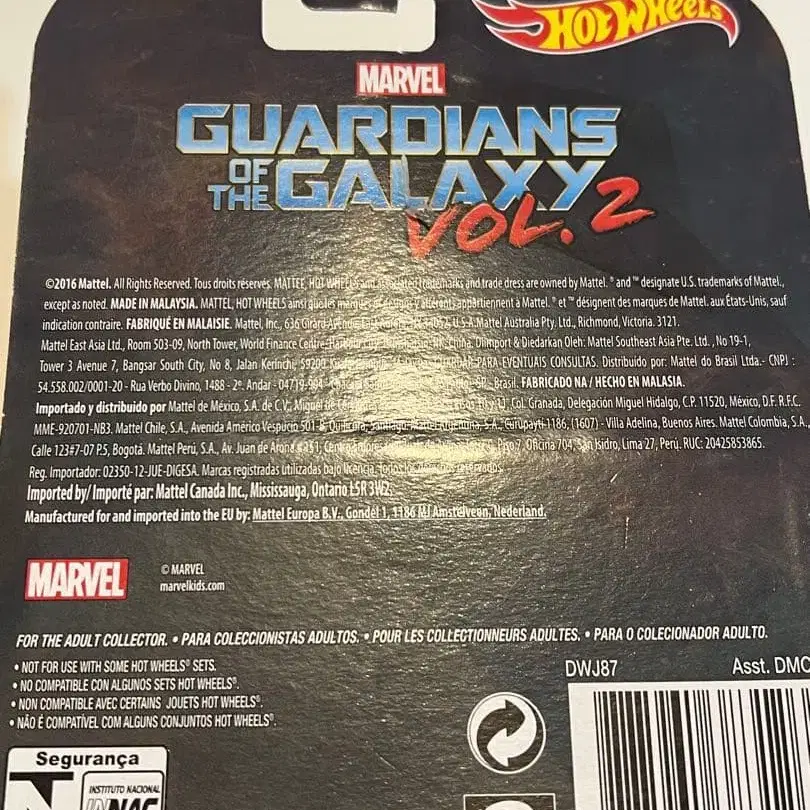 Hot Wheels
MARVEL
GUARDIANS
OF THE GALAXY
VOL. 2
©2016 Mattel. All Rights Reserved. Tous droits réservés. MATTEL, HOT WHEELS and associated trademarks and trade dress are owned by Mattel. ® and ™ designate U.S. trademarks of Mattel.,
except as noted. MADE IN MALAYSIA. MATTEL, HOT WHEELS ainsi que les marques et designs y afférents appartiennent à Mattel. ® et ™ désignent des marques de Mattel. aux États-Unis, sauf
indication contraire. FABRIQUÉ EN MALAISIE. Mattel, Inc., 636 Girard Avenue, U.S.A. Mattel Australia Pty. Ltd., Richmond, Victoria. 3121.
Mattel East Asia Ltd., Room 503-09, North Tower, World Finance Centre, Harbour City, HK, China. Diimport & Diedarkan Oleh: Mattel Southeast Asia Pte. Ltd., No 19-1,
Tower 3 Avenue 7, Bangsar South City, No 8, Jalan Kerinchi, 59200 PARA EVENTUAIS CONSULTAS. Distribuido por: Mattel do Brasil Ltda.- CNPJ :
54.558.002/0001-20 - Rua Verbo Divino, 1488 - 2º. Andar - 04719-904 - SP - Brasil. FABRICADO NA / HECHO EN MALASIA.
Importado y distribuido por Mattel de México, S.A. de C.V., Miguel de Col. Granada, Delegación Miguel Hidalgo, C.P. 11520, México, D.F. R.F.C.
MME-920701-NB3. Mattel Chile, S.A., Avenida Américo Vespucio 501-B, Quilicura, Santiago. Mattel Argentina, S.A., Curupaytí 1186, (1607) - Villa Adelina, Buenos Aires. Mattel Colombia, S.A.,
Calle 123#7-07 P.5, Bogotá. Mattel Perú, S.A., Av. Juan de Arona Piso 7, Oficina 704, San Isidro, Lima 27, Perú. RUC: 20425853865.
Reg. Importador: 02350-12-JUE-DIGESA. Marcas registradas utilizadas bajo licencia. Todos los derechos reservados.
Imported by/ Importé par: Mattel Canada Inc., Mississauga, Ontario L5R 3W2.
Manufactured for and imported into the EU by: Mattel Europa B.V., Gondel 1, 1186 MJ Amstelveen, Nederland.
MARVEL
© MARVEL
marvelkids.com
FOR THE ADULT COLLECTOR. • PARA COLECCIONISTAS ADULTOS. • POUR LES COLLECTIONNEURS ADULTES. • PARA O COLECIONADOR ADULTO.
• NOT FOR USE WITH SOME HOT WHEELS® SETS.
• NO COMPATIBLE CON ALGUNOS SETS HOT WHEELS®.
• NON COMPATIBLE AVEC CERTAINS JOUETS HOT WHEELS®.
• NÃO É COMPATÍVEL COM ALGUNS CONJUNTOS HOT WHEELS®.
DWJ87 Asst. DMC
Segurança
INSTITUTO NACIONAL